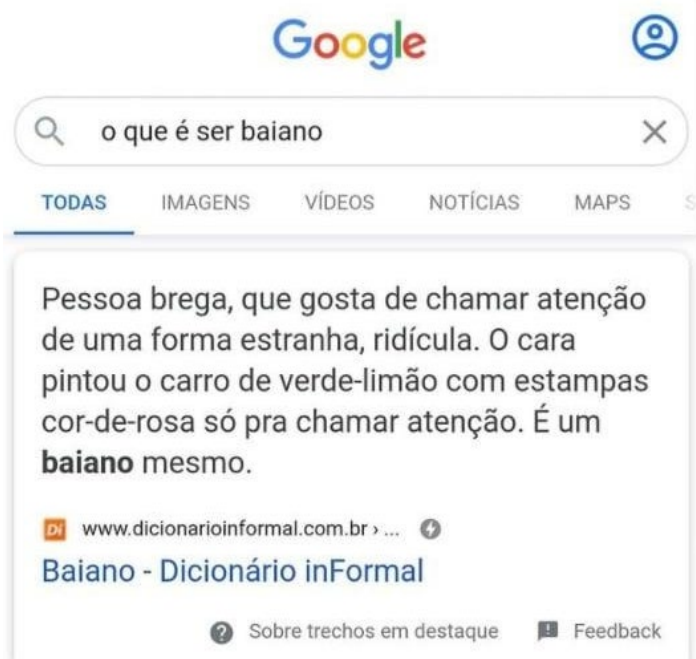 Google
o que é ser baiano
TODAS IMAGENS VÍDEOS NOTÍCIAS MAPS S
Pessoa brega, que gosta de chamar atenção
de uma forma estranha, ridícula. O cara
pintou o carro de verde-limão com estampas
cor-de-rosa só pra chamar atenção. É um
baiano mesmo.
Di www.dicionarioinformal.com.br › ...
Baiano - Dicionário inFormal
Sobre trechos em destaque Feedback